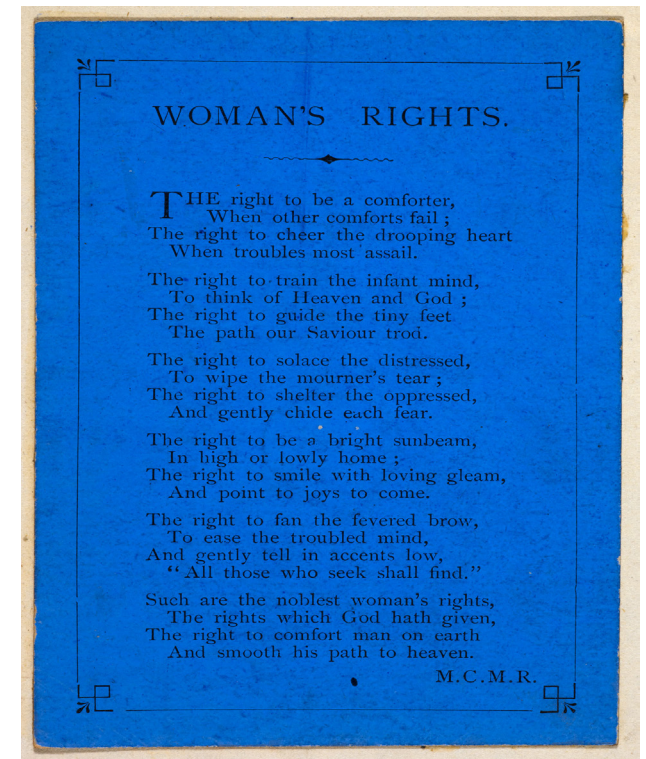 WOMAN'S RIGHTS.
THE right to be a comforter,
When other comforts fail ;
The right to cheer the drooping heart
When troubles most assail.
The right to train the infant mind,
To think of Heaven and God ;
The right to guide the tiny feet
The path our Saviour trod.
The right to solace the distressed,
To wipe the mourner's tear ;
The right to shelter the oppressed,
And gently chide each fear.
The right to be a bright sunbeam,
In high or lowly home ;
The right to smile with loving gleam,
And point to joys to come.
The right to fan the fevered brow,
To ease the troubled mind,
And gently tell in accents low,
"All those who seek shall find."
Such are the noblest woman's rights,
The rights which God hath given,
The right to comfort man on earth
And smooth his path to heaven.
M.C.M.R.